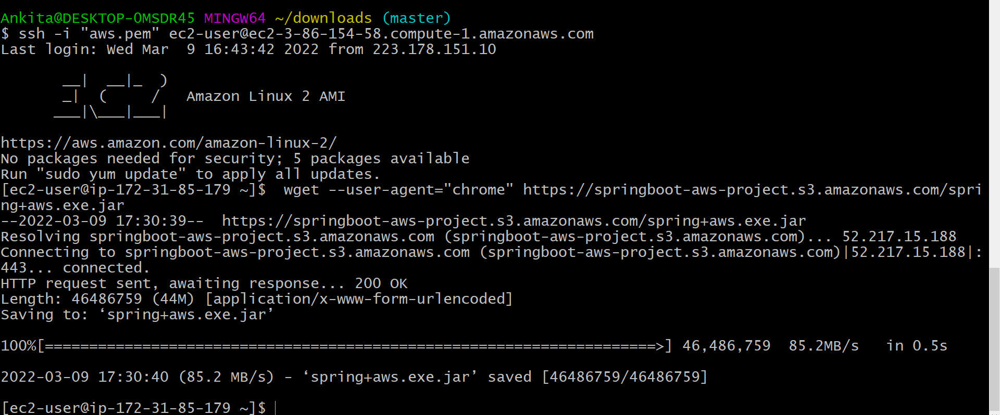 Ankita@DESKTOP-0MSDR45 MINGW64 ~/downloads (master)
$ ssh -i "aws.pem" ec2-user@ec2-3-86-154-58.compute-1.amazonaws.com
Last login: Wed Mar  9 16:43:42 2022 from 223.178.151.10

       __|  __|_  )
       _|  (     /   Amazon Linux 2 AMI
      ___|\___|___|

https://aws.amazon.com/amazon-linux-2/
No packages needed for security; 5 packages available
Run "sudo yum update" to apply all updates.
[ec2-user@ip-172-31-85-179 ~]$  wget --user-agent="chrome" https://springboot-aws-project.s3.amazonaws.com/spri
ng+aws.exe.jar
--2022-03-09 17:30:39--  https://springboot-aws-project.s3.amazonaws.com/spring+aws.exe.jar
Resolving springboot-aws-project.s3.amazonaws.com (springboot-aws-project.s3.amazonaws.com)... 52.217.15.188
Connecting to springboot-aws-project.s3.amazonaws.com (springboot-aws-project.s3.amazonaws.com)|52.217.15.188|:
443... connected.
HTTP request sent, awaiting response... 200 OK
Length: 46486759 (44M) [application/x-www-form-urlencoded]
Saving to: ‘spring+aws.exe.jar’

100%[=====================================================================>] 46,486,759  85.2MB/s   in 0.5s

2022-03-09 17:30:40 (85.2 MB/s) - ‘spring+aws.exe.jar’ saved [46486759/46486759]

[ec2-user@ip-172-31-85-179 ~]$